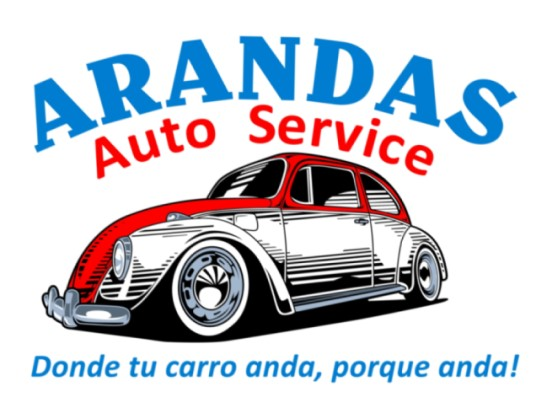 ARANDAS
Auto Service
Donde tu carro anda, porque anda!